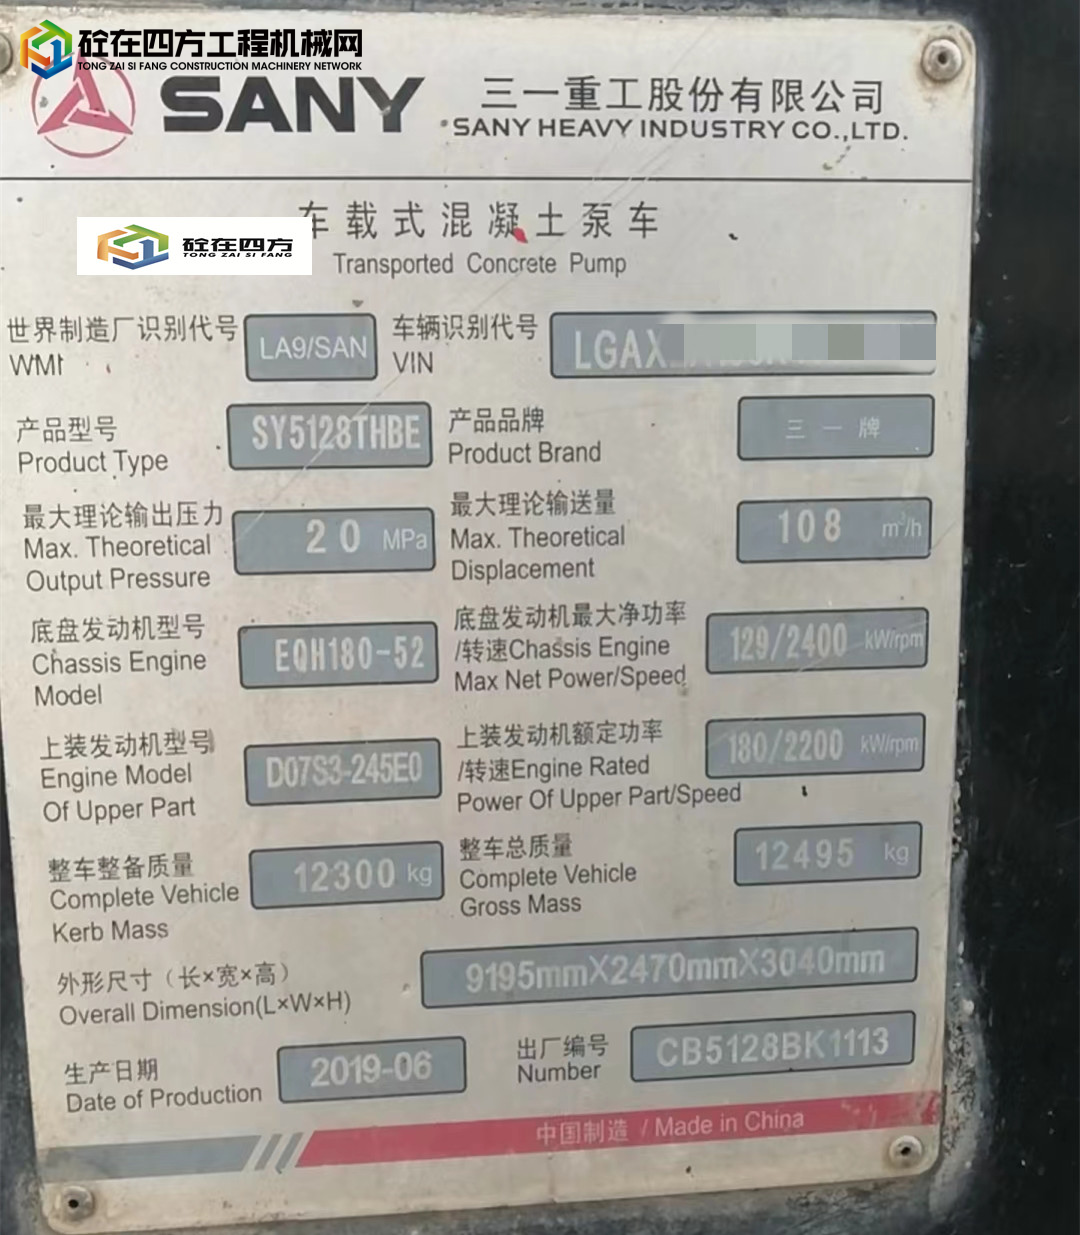 砼在四方工程机械网
TONG ZAI SI FANG CONSTRUCTION MACHINERY NETWORK
SANY
三一重工股份有限公司
SANY HEAVY INDUSTRY CO.,LTD.
车载式混凝土泵车
砼在四方
TONG ZAI SI FANG
Transported Concrete Pump
世界制造厂识别代号
WMI
LA9/SAN
车辆识别代号
VIN
LGAX
产品型号
Product Type
SY5128THBE
产品品牌
Product Brand
三一牌
最大理论输出压力
Max. Theoretical
Output Pressure
20 MPa
最大理论输送量
Max. Theoretical
Displacement
108 m³/h
底盘发动机型号
Chassis Engine
Model
EQH180-52
底盘发动机最大净功率
/转速Chassis Engine
Max Net Power/Speed
129/2400 kW/rpm
上装发动机型号
Engine Model
Of Upper Part
D07S3-245E0
上装发动机额定功率
/转速Engine Rated
Power Of Upper Part/Speed
180/2200 kW/rpm
整车整备质量
Complete Vehicle
Kerb Mass
12300 kg
整车总质量
Complete Vehicle
Gross Mass
12495 kg
外形尺寸（长×宽×高）
Overall Dimension(L×W×H)
9195mmX2470mmX3040mm
生产日期
Date of Production
2019-06
出厂编号
Number
CB5128BK1113
中国制造 / Made in China